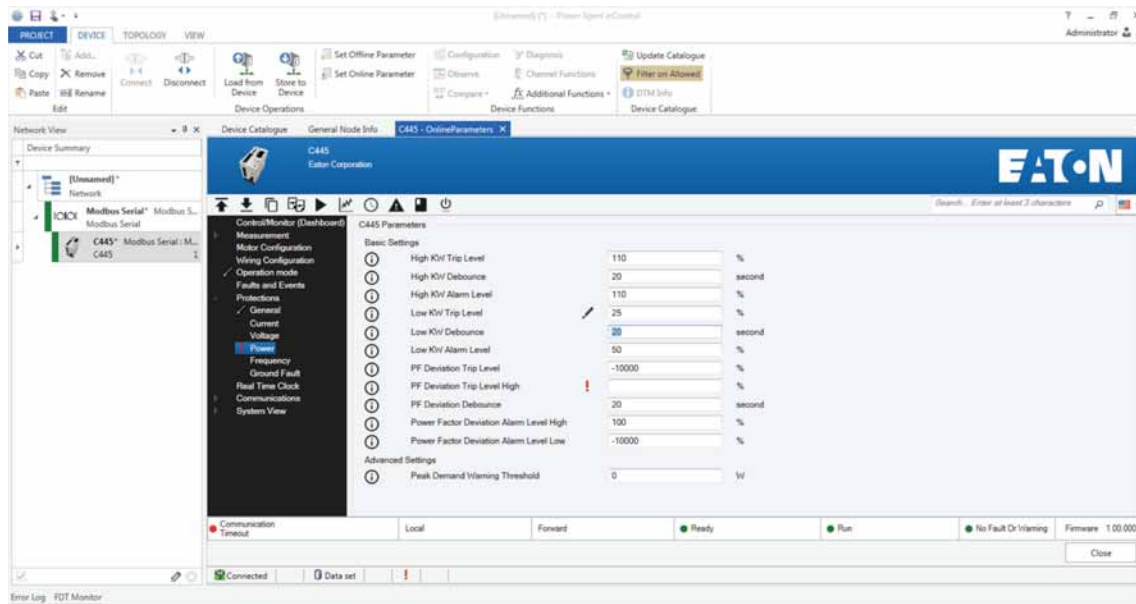 [Unnamed] (*) - Power Xpert inControl
?
Administrator
PROJECT DEVICE TOPOLOGY VIEW
Cut Add...
Copy Remove
Paste Rename
Connect Disconnect
Edit
Load from Device
Store to Device
Device Operations
Set Offline Parameter
Set Online Parameter
Configuration Diagnosis
Observe Channel Functions
Compare Additional Functions
Device Functions
Update Catalogue
Filter on Allowed
DTM Info
Device Catalogue
Network View
Device Catalogue General Node Info C445 - OnlineParameters X
Device Summary
[Unnamed]*
Network
Modbus Serial* Modbus S...
Modbus Serial
C445* Modbus Serial : M...
C445
C445
Eaton Corporation
EATON
Search... Enter at least 3 characters
Control/Monitor (Dashboard)
Measurement
Motor Configuration
Wiring Configuration
Operation mode
Faults and Events
Protections
General
Current
Voltage
Power
Frequency
Ground Fault
Real Time Clock
Communications
System View
C445 Parameters
Basic Settings
High KW Trip Level 110 %
High KW Debounce 20 second
High KW Alarm Level 110 %
Low KW Trip Level 25 %
Low KW Debounce 20 second
Low KW Alarm Level 50 %
PF Deviation Trip Level -10000 %
PF Deviation Trip Level High ! %
PF Deviation Debounce 20 second
Power Factor Deviation Alarm Level High 100 %
Power Factor Deviation Alarm Level Low -10000 %
Advanced Settings
Peak Demand Warning Threshold 0 W
Communication Timeout Local Forward Ready Run No Fault Or Warning Firmware 1.00.000
Close
Connected Data set !
Error Log FDT Monitor